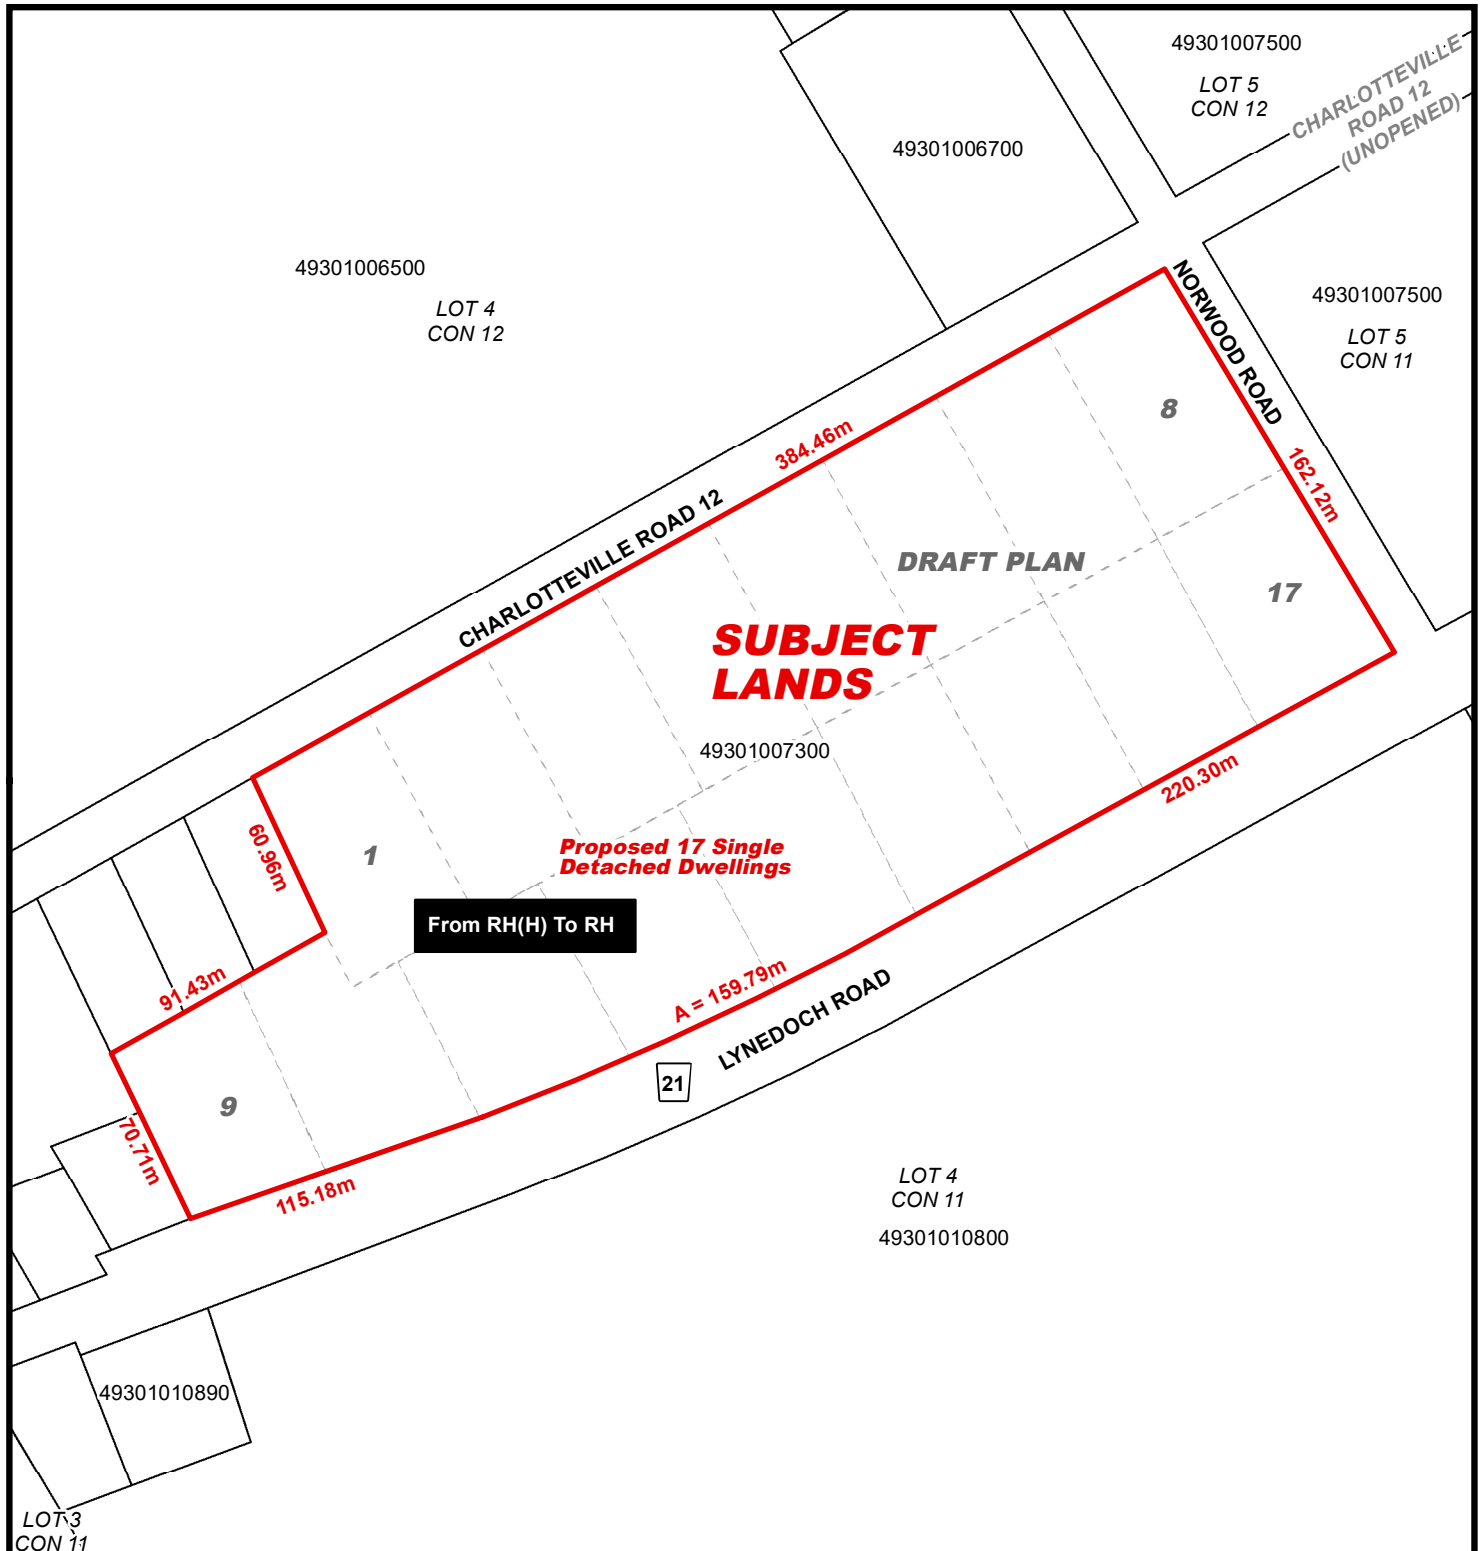 49301007500
LOT 5
CON 12
CHARLOTTEVILLE
ROAD 12
(UNOPENED)
49301006700
49301006500
LOT 4
CON 12
NORWOOD ROAD
49301007500
LOT 5
CON 11
8
384.46m
162.12m
CHARLOTTEVILLE ROAD 12
DRAFT PLAN
17
SUBJECT
LANDS
49301007300
220.30m
60.96m
1
Proposed 17 Single
Detached Dwellings
From RH(H) To RH
91.43m
A = 159.79m
LYNEDOCH ROAD
21
9
70.71m
115.18m
LOT 4
CON 11
49301010800
49301010890
LOT 3
CON 11